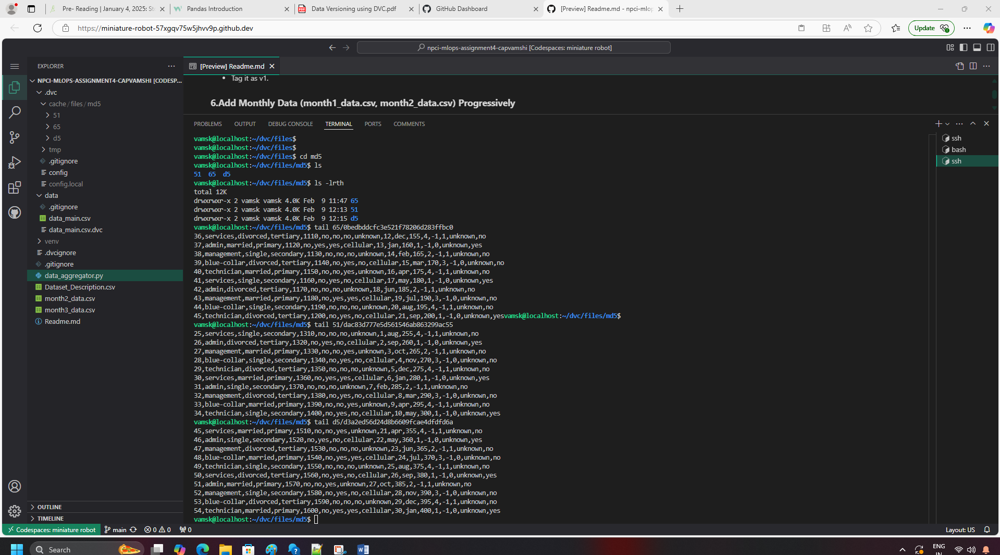 Pre- Reading | January 4, 2025: St
Pandas Introduction
Data Versioning using DVC.pdf
GitHub Dashboard
[Preview] Readme.md - npci-mlop
https://miniature-robot-57xgqv75w5jhvv9p.github.dev
Update
npci-mlops-assignment4-capvamshi [Codespaces: miniature robot]
EXPLORER
NPCI-MLOPS-ASSIGNMENT4-CAPVAMSHI [CODESP...
.dvc
cache / files / md5
51
65
d5
tmp
.gitignore
config
config.local
data
.gitignore
data_main.csv
data_main.csv.dvc
venv
.dvcignore
.gitignore
data_aggregator.py
Dataset_Description.csv
month2_data.csv
month3_data.csv
Readme.md
OUTLINE
TIMELINE
[Preview] Readme.md
• Tag it as v1.
6.Add Monthly Data (month1_data.csv, month2_data.csv) Progressively
PROBLEMS OUTPUT DEBUG CONSOLE TERMINAL PORTS COMMENTS
vamsk@localhost:~/dvc/files$
vamsk@localhost:~/dvc/files$
vamsk@localhost:~/dvc/files$ cd md5
vamsk@localhost:~/dvc/files/md5$ ls
51 65 d5
vamsk@localhost:~/dvc/files/md5$ ls -lrth
total 12K
drwxrwxr-x 2 vamsk vamsk 4.0K Feb  9 11:47 65
drwxrwxr-x 2 vamsk vamsk 4.0K Feb  9 12:13 51
drwxrwxr-x 2 vamsk vamsk 4.0K Feb  9 12:15 d5
vamsk@localhost:~/dvc/files/md5$ tail 65/0bedbddcfc3e521f78206d283ffbc0
36,services,divorced,tertiary,1110,no,no,no,unknown,12,dec,155,4,-1,1,unknown,no
37,admin,married,primary,1120,no,yes,yes,cellular,13,jan,160,1,-1,0,unknown,yes
38,management,single,secondary,1130,no,no,no,unknown,14,feb,165,2,-1,1,unknown,no
39,blue-collar,divorced,tertiary,1140,no,yes,no,cellular,15,mar,170,3,-1,0,unknown,no
40,technician,married,primary,1150,no,no,yes,unknown,16,apr,175,4,-1,1,unknown,no
41,services,single,secondary,1160,no,yes,no,cellular,17,may,180,1,-1,0,unknown,yes
42,admin,divorced,tertiary,1170,no,no,no,unknown,18,jun,185,2,-1,1,unknown,no
43,management,married,primary,1180,no,yes,yes,cellular,19,jul,190,3,-1,0,unknown,no
44,blue-collar,single,secondary,1190,no,no,no,unknown,20,aug,195,4,-1,1,unknown,no
45,technician,divorced,tertiary,1200,no,yes,no,cellular,21,sep,200,1,-1,0,unknown,yesvamsk@localhost:~/dvc/files/md5$
vamsk@localhost:~/dvc/files/md5$ tail 51/dac83d777e5d561546ab863299ac55
25,services,single,secondary,1310,no,no,no,unknown,1,aug,255,4,-1,1,unknown,no
26,admin,divorced,tertiary,1320,no,yes,no,cellular,2,sep,260,1,-1,0,unknown,yes
27,management,married,primary,1330,no,no,yes,unknown,3,oct,265,2,-1,1,unknown,no
28,blue-collar,single,secondary,1340,no,yes,no,cellular,4,nov,270,3,-1,0,unknown,no
29,technician,divorced,tertiary,1350,no,no,no,unknown,5,dec,275,4,-1,1,unknown,no
30,services,married,primary,1360,no,yes,yes,cellular,6,jan,280,1,-1,0,unknown,yes
31,admin,single,secondary,1370,no,no,no,unknown,7,feb,285,2,-1,1,unknown,no
32,management,divorced,tertiary,1380,no,yes,no,cellular,8,mar,290,3,-1,0,unknown,no
33,blue-collar,married,primary,1390,no,no,yes,unknown,9,apr,295,4,-1,1,unknown,no
34,technician,single,secondary,1400,no,yes,no,cellular,10,may,300,1,-1,0,unknown,yes
vamsk@localhost:~/dvc/files/md5$ tail d5/d3a2ed56d24d8b6609fcae4dfdfd6a
45,services,married,primary,1510,no,no,yes,unknown,21,apr,355,4,-1,1,unknown,no
46,admin,single,secondary,1520,no,yes,no,cellular,22,may,360,1,-1,0,unknown,yes
47,management,divorced,tertiary,1530,no,no,no,unknown,23,jun,365,2,-1,1,unknown,no
48,blue-collar,married,primary,1540,no,yes,yes,cellular,24,jul,370,3,-1,0,unknown,no
49,technician,single,secondary,1550,no,no,no,unknown,25,aug,375,4,-1,1,unknown,no
50,services,divorced,tertiary,1560,no,yes,no,cellular,26,sep,380,1,-1,0,unknown,yes
51,admin,married,primary,1570,no,no,yes,unknown,27,oct,385,2,-1,1,unknown,no
52,management,single,secondary,1580,no,yes,no,cellular,28,nov,390,3,-1,0,unknown,no
53,blue-collar,divorced,tertiary,1590,no,no,no,unknown,29,dec,395,4,-1,1,unknown,no
54,technician,married,primary,1600,no,yes,yes,cellular,30,jan,400,1,-1,0,unknown,yes
vamsk@localhost:~/dvc/files/md5$
ssh
bash
ssh
Codespaces: miniature robot main 0 0 0 Layout: US
Search
ENG
IN